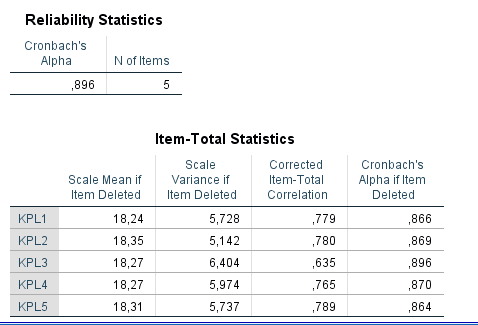 Reliability Statistics
Cronbach's
Alpha N of Items
,896 5
Item-Total Statistics
Scale Mean if Item Deleted Scale Variance if Item Deleted Corrected Item-Total Correlation Cronbach's Alpha if Item Deleted
KPL1 18,24 5,728 ,779 ,866
KPL2 18,35 5,142 ,780 ,869
KPL3 18,27 6,404 ,635 ,896
KPL4 18,27 5,974 ,765 ,870
KPL5 18,31 5,737 ,789 ,864